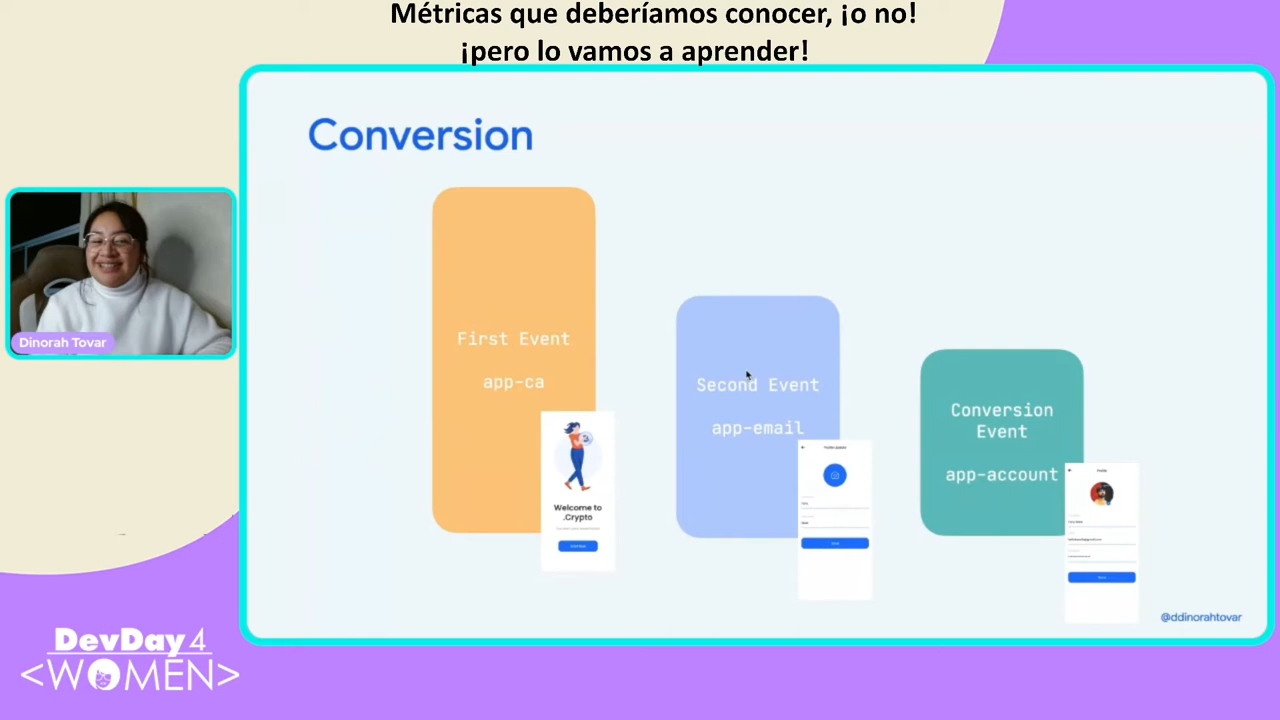 Métricas que deberíamos conocer, ¡o no!
¡pero lo vamos a aprender!
Conversion
First Event
app-ca
Second Event
app-email
Conversion
Event
app-account
Welcome to
.Crypto
Dinorah Tovar
@ddinorahtovar
DevDay4
<WOMEN>